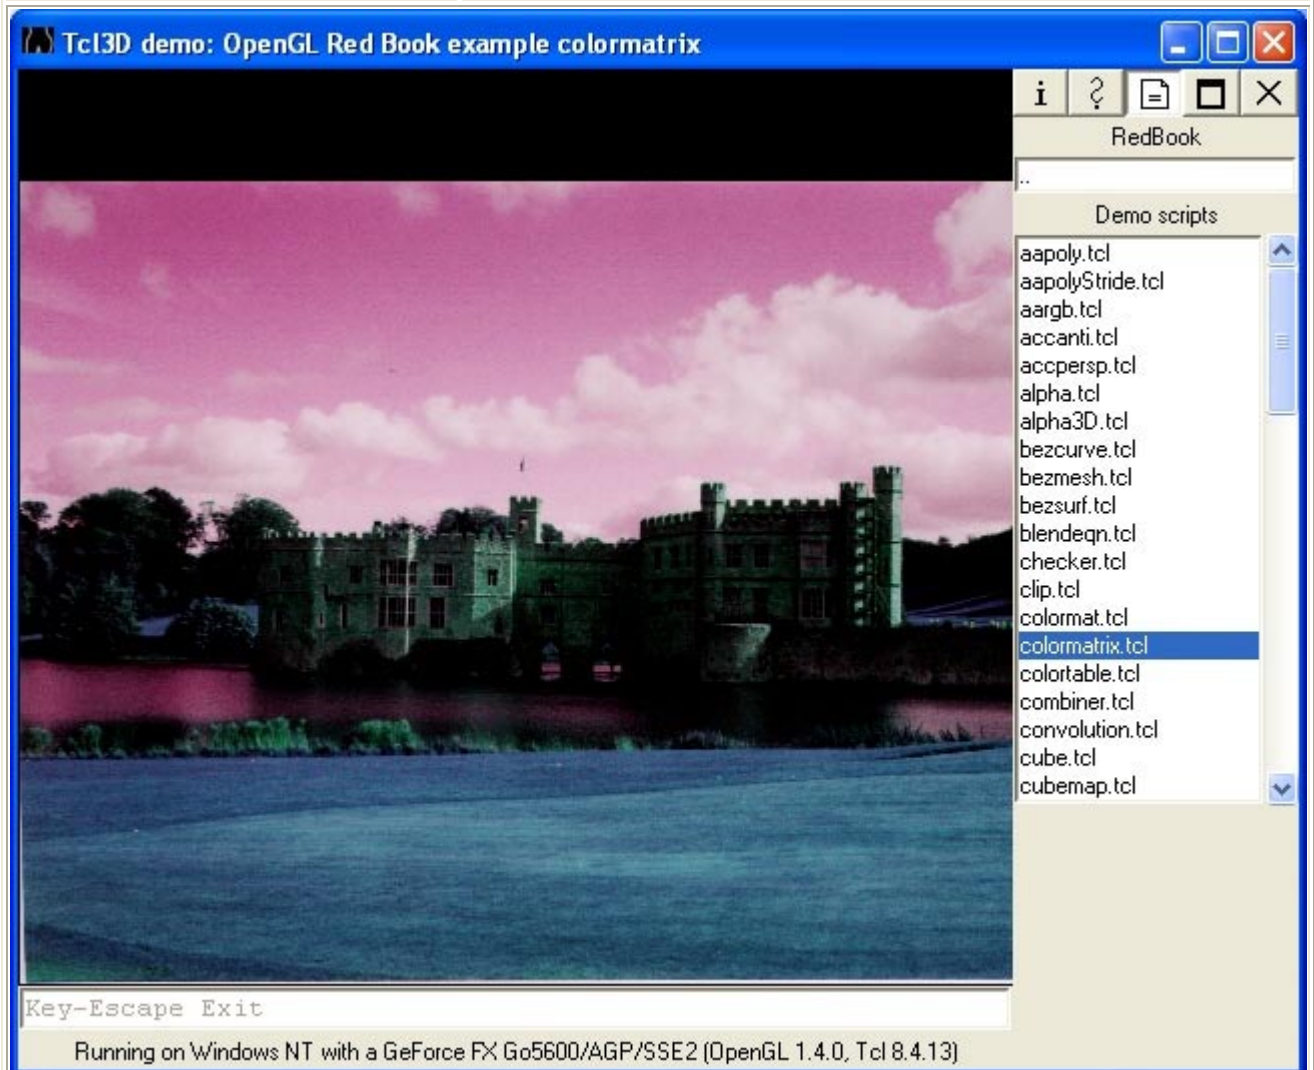 Tcl3D demo: OpenGL Red Book example colormatrix
RedBook
..
Demo scripts
aapoly.tcl
aapolyStride.tcl
aargb.tcl
accanti.tcl
accpersp.tcl
alpha.tcl
alpha3D.tcl
bezcurve.tcl
bezmesh.tcl
bezsurf.tcl
blendeqn.tcl
checker.tcl
clip.tcl
colormat.tcl
colormatrix.tcl
colortable.tcl
combiner.tcl
convolution.tcl
cube.tcl
cubemap.tcl
Key-Escape Exit
Running on Windows NT with a GeForce FX Go5600/AGP/SSE2 (OpenGL 1.4.0, Tcl 8.4.13)